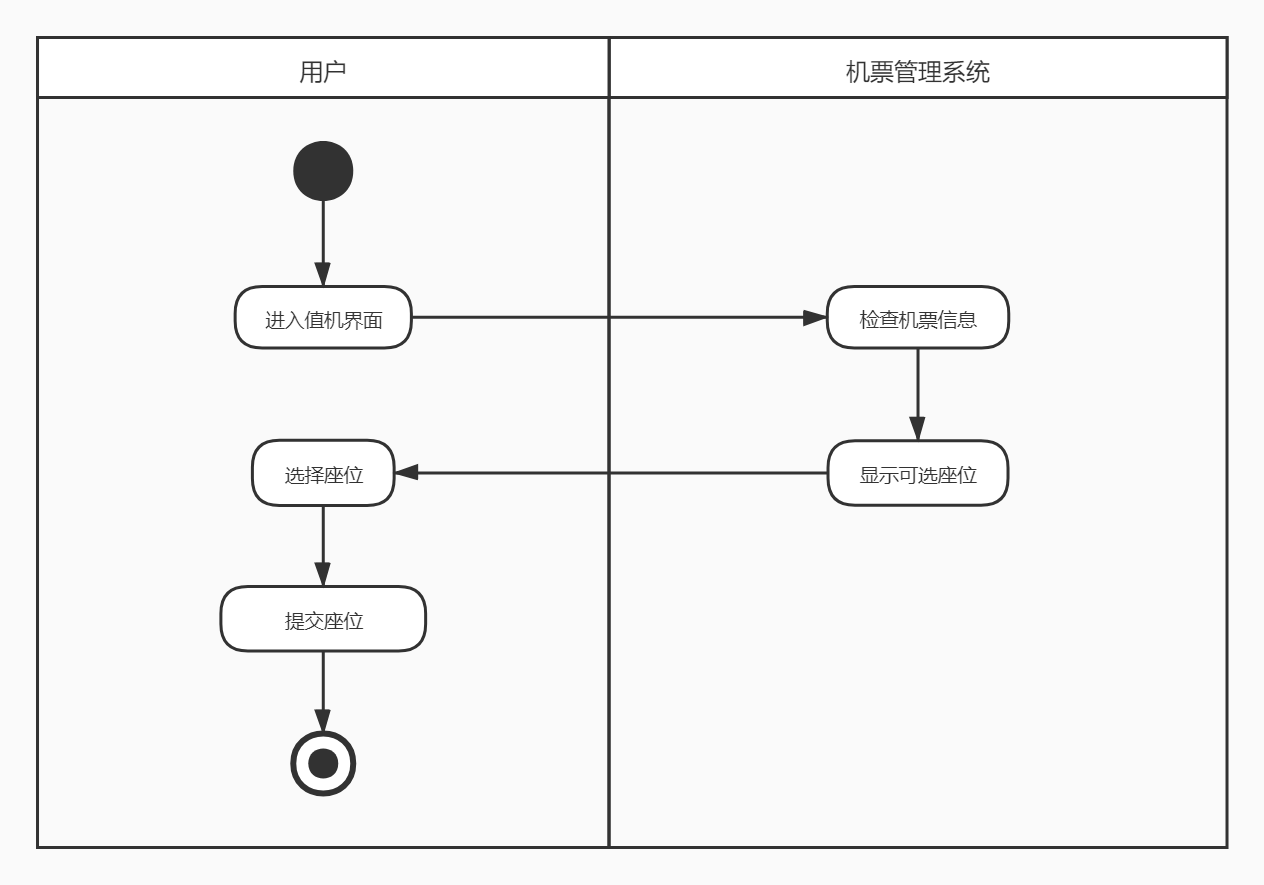 用户
机票管理系统
进入值机界面
检查机票信息
选择座位
显示可选座位
提交座位